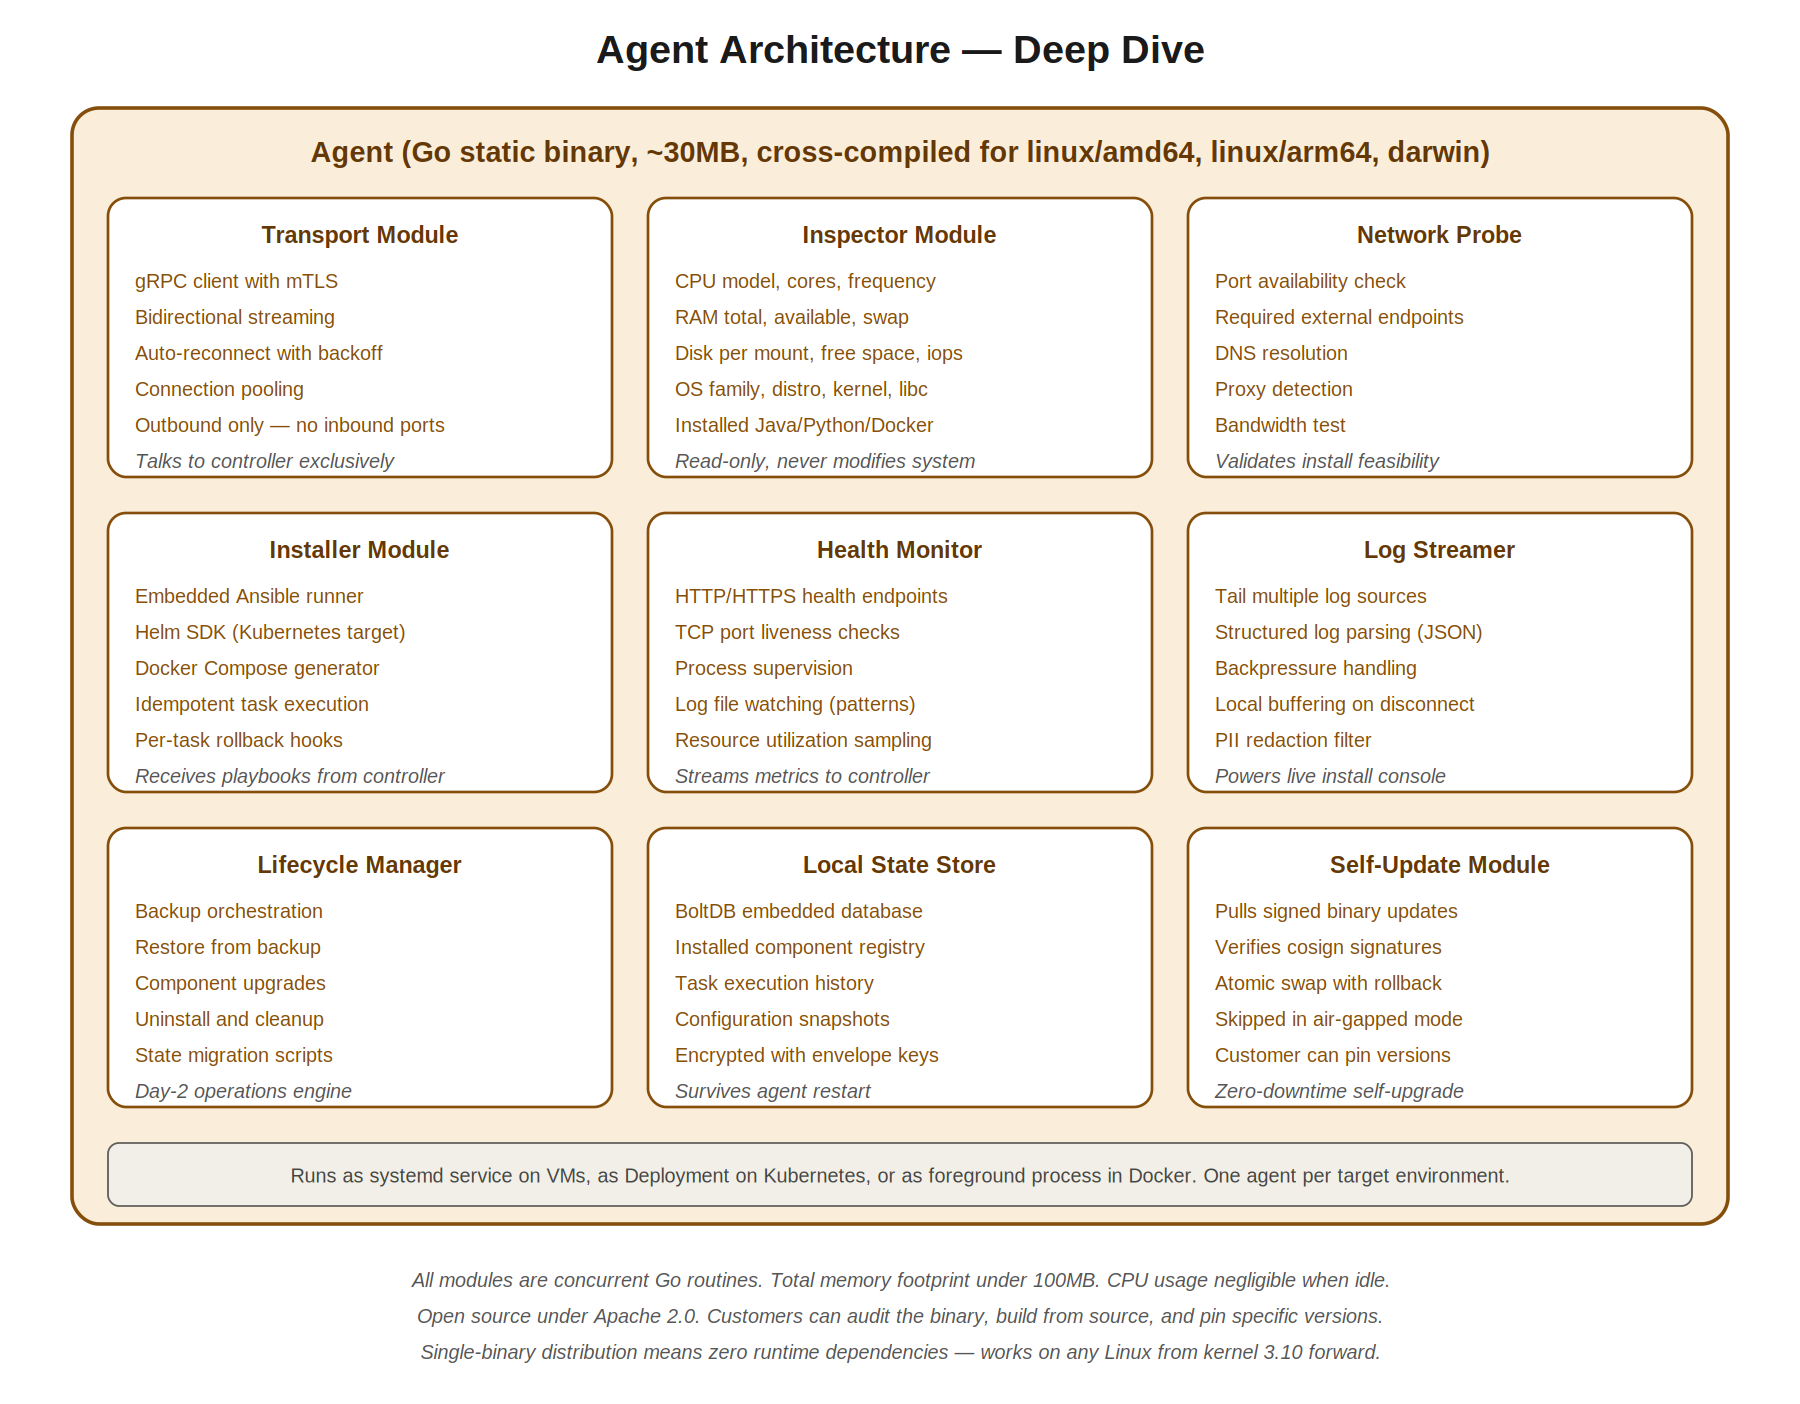 Agent Architecture — Deep Dive
Agent (Go static binary, ~30MB, cross-compiled for linux/amd64, linux/arm64, darwin)
Transport Module
gRPC client with mTLS
Bidirectional streaming
Auto-reconnect with backoff
Connection pooling
Outbound only — no inbound ports
Talks to controller exclusively
Inspector Module
CPU model, cores, frequency
RAM total, available, swap
Disk per mount, free space, iops
OS family, distro, kernel, libc
Installed Java/Python/Docker
Read-only, never modifies system
Network Probe
Port availability check
Required external endpoints
DNS resolution
Proxy detection
Bandwidth test
Validates install feasibility
Installer Module
Embedded Ansible runner
Helm SDK (Kubernetes target)
Docker Compose generator
Idempotent task execution
Per-task rollback hooks
Receives playbooks from controller
Health Monitor
HTTP/HTTPS health endpoints
TCP port liveness checks
Process supervision
Log file watching (patterns)
Resource utilization sampling
Streams metrics to controller
Log Streamer
Tail multiple log sources
Structured log parsing (JSON)
Backpressure handling
Local buffering on disconnect
PII redaction filter
Powers live install console
Lifecycle Manager
Backup orchestration
Restore from backup
Component upgrades
Uninstall and cleanup
State migration scripts
Day-2 operations engine
Local State Store
BoltDB embedded database
Installed component registry
Task execution history
Configuration snapshots
Encrypted with envelope keys
Survives agent restart
Self-Update Module
Pulls signed binary updates
Verifies cosign signatures
Atomic swap with rollback
Skipped in air-gapped mode
Customer can pin versions
Zero-downtime self-upgrade
Runs as systemd service on VMs, as Deployment on Kubernetes, or as foreground process in Docker. One agent per target environment.
All modules are concurrent Go routines. Total memory footprint under 100MB. CPU usage negligible when idle.
Open source under Apache 2.0. Customers can audit the binary, build from source, and pin specific versions.
Single-binary distribution means zero runtime dependencies — works on any Linux from kernel 3.10 forward.